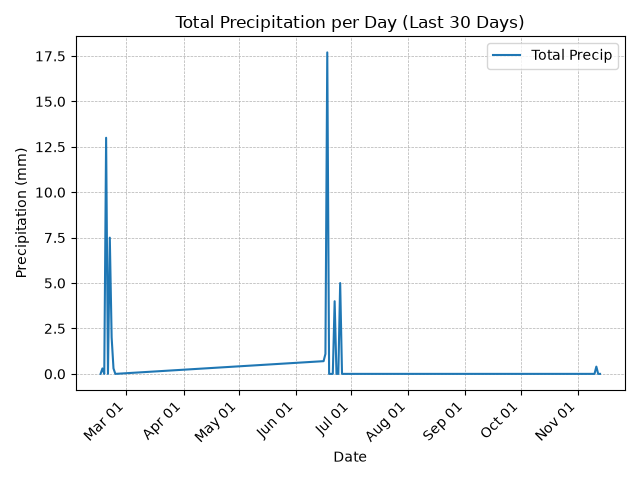 Total Precipitation per Day (Last 30 Days)
Total Precip
Precipitation (mm)
17.5
15.0
12.5
10.0
7.5
5.0
2.5
0.0
Mar 01
Apr 01
May 01
Jun 01
Jul 01
Aug 01
Sep 01
Oct 01
Nov 01
Date